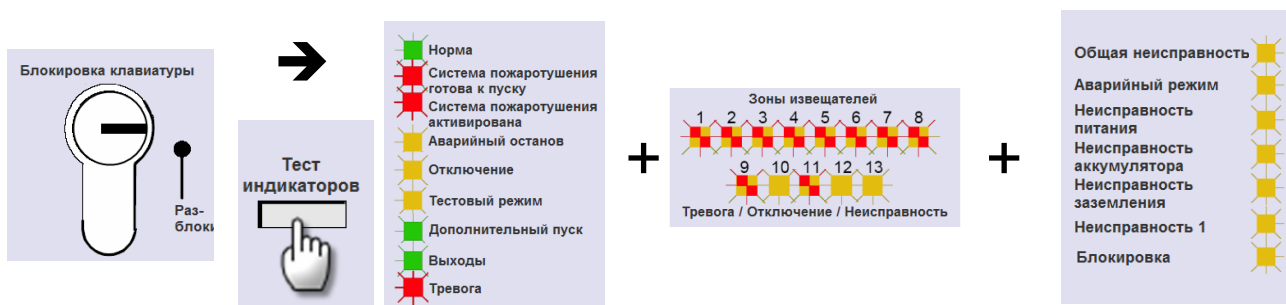 Блокировка клавиатуры
Раз-
блоки
Тест
индикаторов
Норма
Система пожаротушения
готова к пуску
Система пожаротушения
активирована
Аварийный останов
Отключение
Тестовый режим
Дополнительный пуск
Выходы
Тревога
Зоны извещателей
1 2 3 4 5 6 7 8
9 10 11 12 13
Тревога / Отключение / Неисправность
Общая неисправность
Аварийный режим
Неисправность
питания
Неисправность
аккумулятора
Неисправность
заземления
Неисправность 1
Блокировка